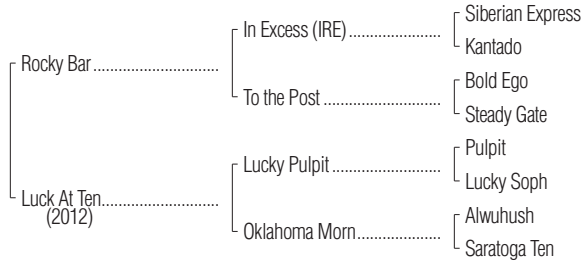 Siberian Express
In Excess (IRE)
Kantado
Rocky Bar
Bold Ego
To the Post
Steady Gate
Pulpit
Lucky Pulpit
Lucky Soph
Luck At Ten
(2012)
Alwuhush
Oklahoma Morn
Saratoga Ten